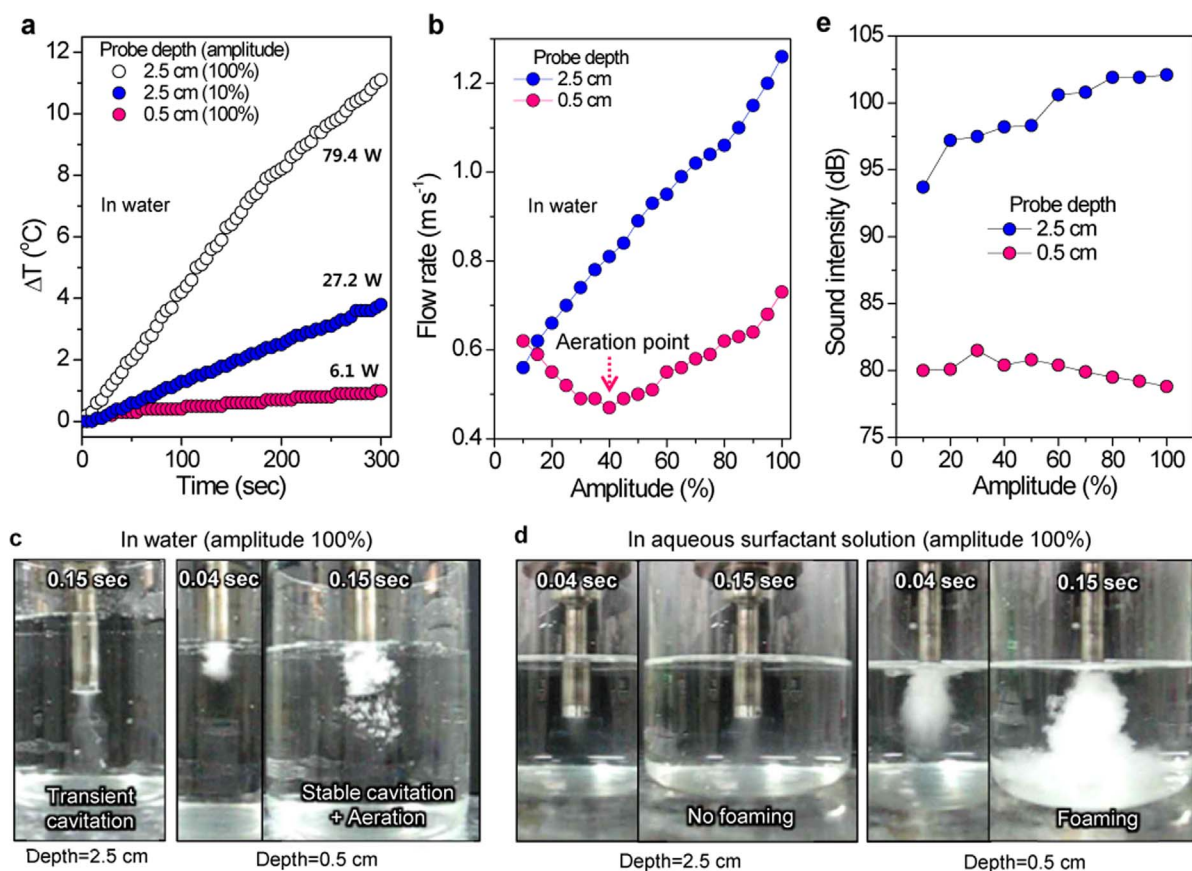 a
Probe depth (amplitude)
2.5 cm (100%)
2.5 cm (10%)
0.5 cm (100%)
79.4 W
In water
27.2 W
6.1 W
12
10
8
6
4
2
0
ΔT (°C)
0
100
200
300
Time (sec)
b
Probe depth
2.5 cm
0.5 cm
In water
Aeration point
1.2
1.0
0.8
0.6
0.4
Flow rate (m s⁻¹)
0
20
40
60
80
100
Amplitude (%)
e
105
100
95
90
85
80
75
Sound intensity (dB)
Probe depth
2.5 cm
0.5 cm
0
20
40
60
80
100
Amplitude (%)
c
In water (amplitude 100%)
0.15 sec
0.04 sec
0.15 sec
Transient
cavitation
Stable cavitation
+ Aeration
Depth=2.5 cm
Depth=0.5 cm
d
In aqueous surfactant solution (amplitude 100%)
0.04 sec
0.15 sec
0.04 sec
0.15 sec
No foaming
Foaming
Depth=2.5 cm
Depth=0.5 cm